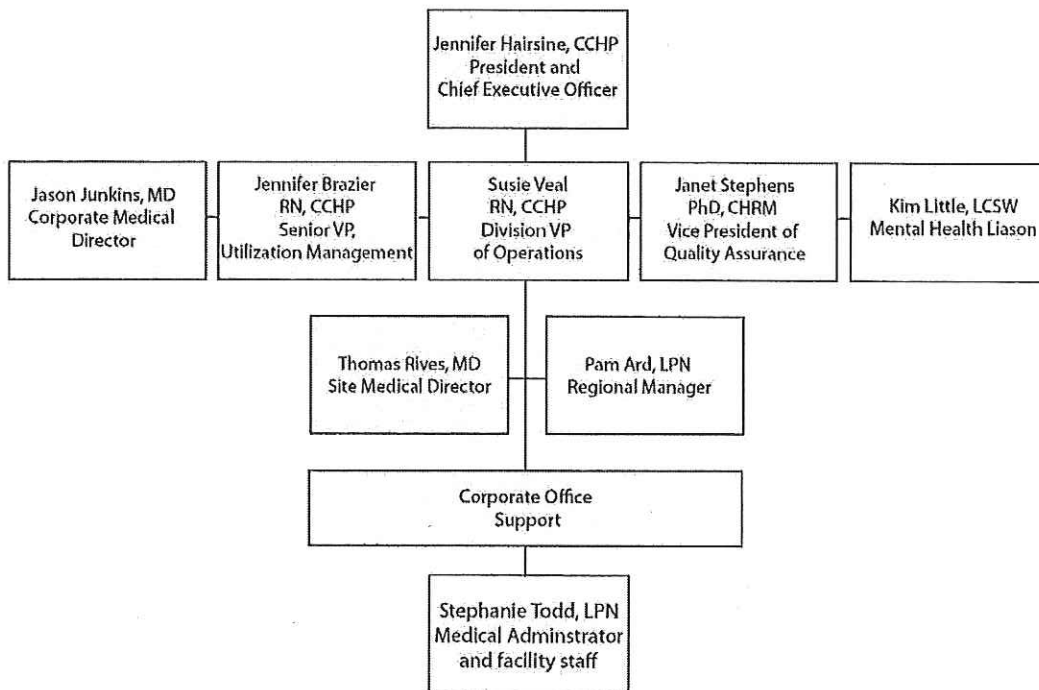 Jennifer Hairsine, CCHP
President and
Chief Executive Officer
Jason Junkins, MD
Corporate Medical
Director
Jennifer Brazier
RN, CCHP
Senior VP,
Utilization Management
Susie Veal
RN, CCHP
Division VP
of Operations
Janet Stephens
PhD, CHRM
Vice President of
Quality Assurance
Kim Little, LCSW
Mental Health Liason
Thomas Rives, MD
Site Medical Director
Pam Ard, LPN
Regional Manager
Corporate Office
Support
Stephanie Todd, LPN
Medical Adminstrator
and facility staff